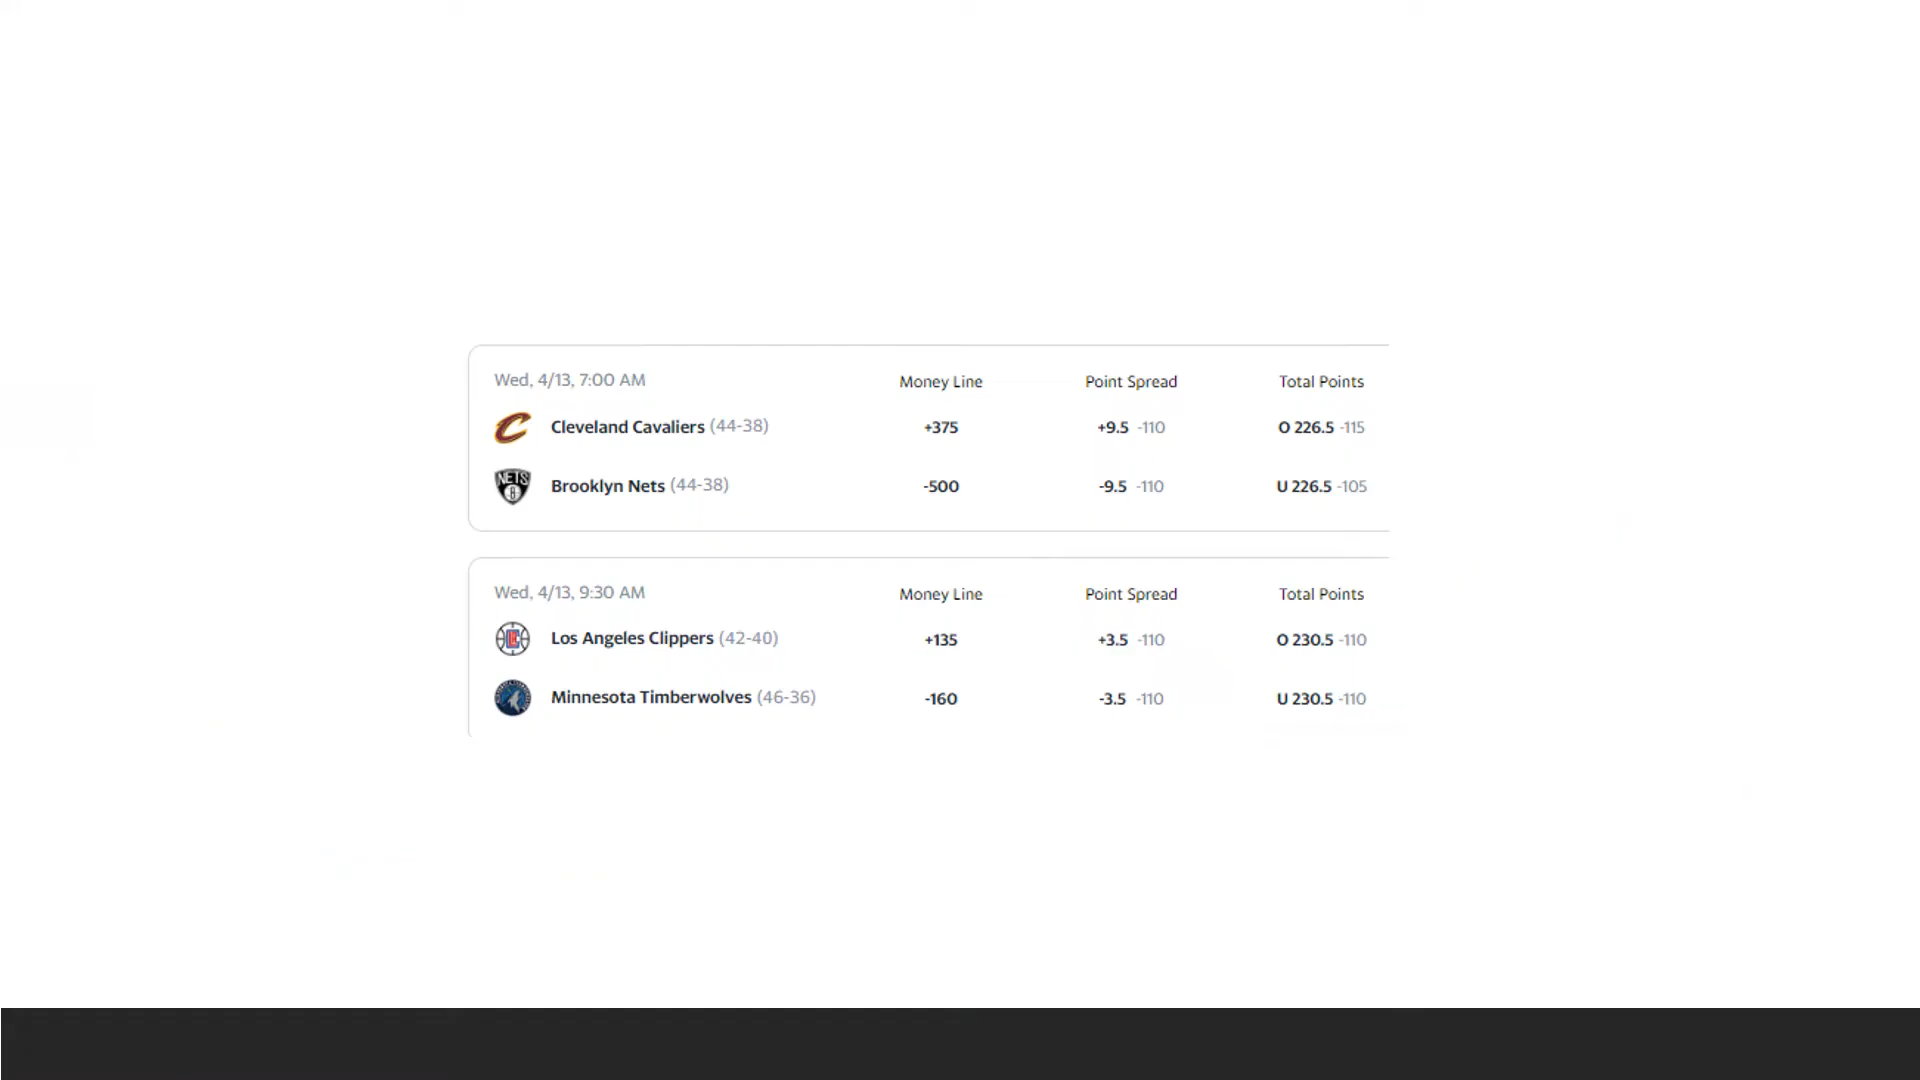 Wed, 4/13, 7:00 AM Money Line Point Spread Total Points
Cleveland Cavaliers (44-38) +375 +9.5 -110 O 226.5 -115
NETS Brooklyn Nets (44-38) -500 -9.5 -110 U 226.5 -105
Wed, 4/13, 9:30 AM Money Line Point Spread Total Points
Los Angeles Clippers (42-40) +135 +3.5 -110 O 230.5 -110
Minnesota Timberwolves (46-36) -160 -3.5 -110 U 230.5 -110